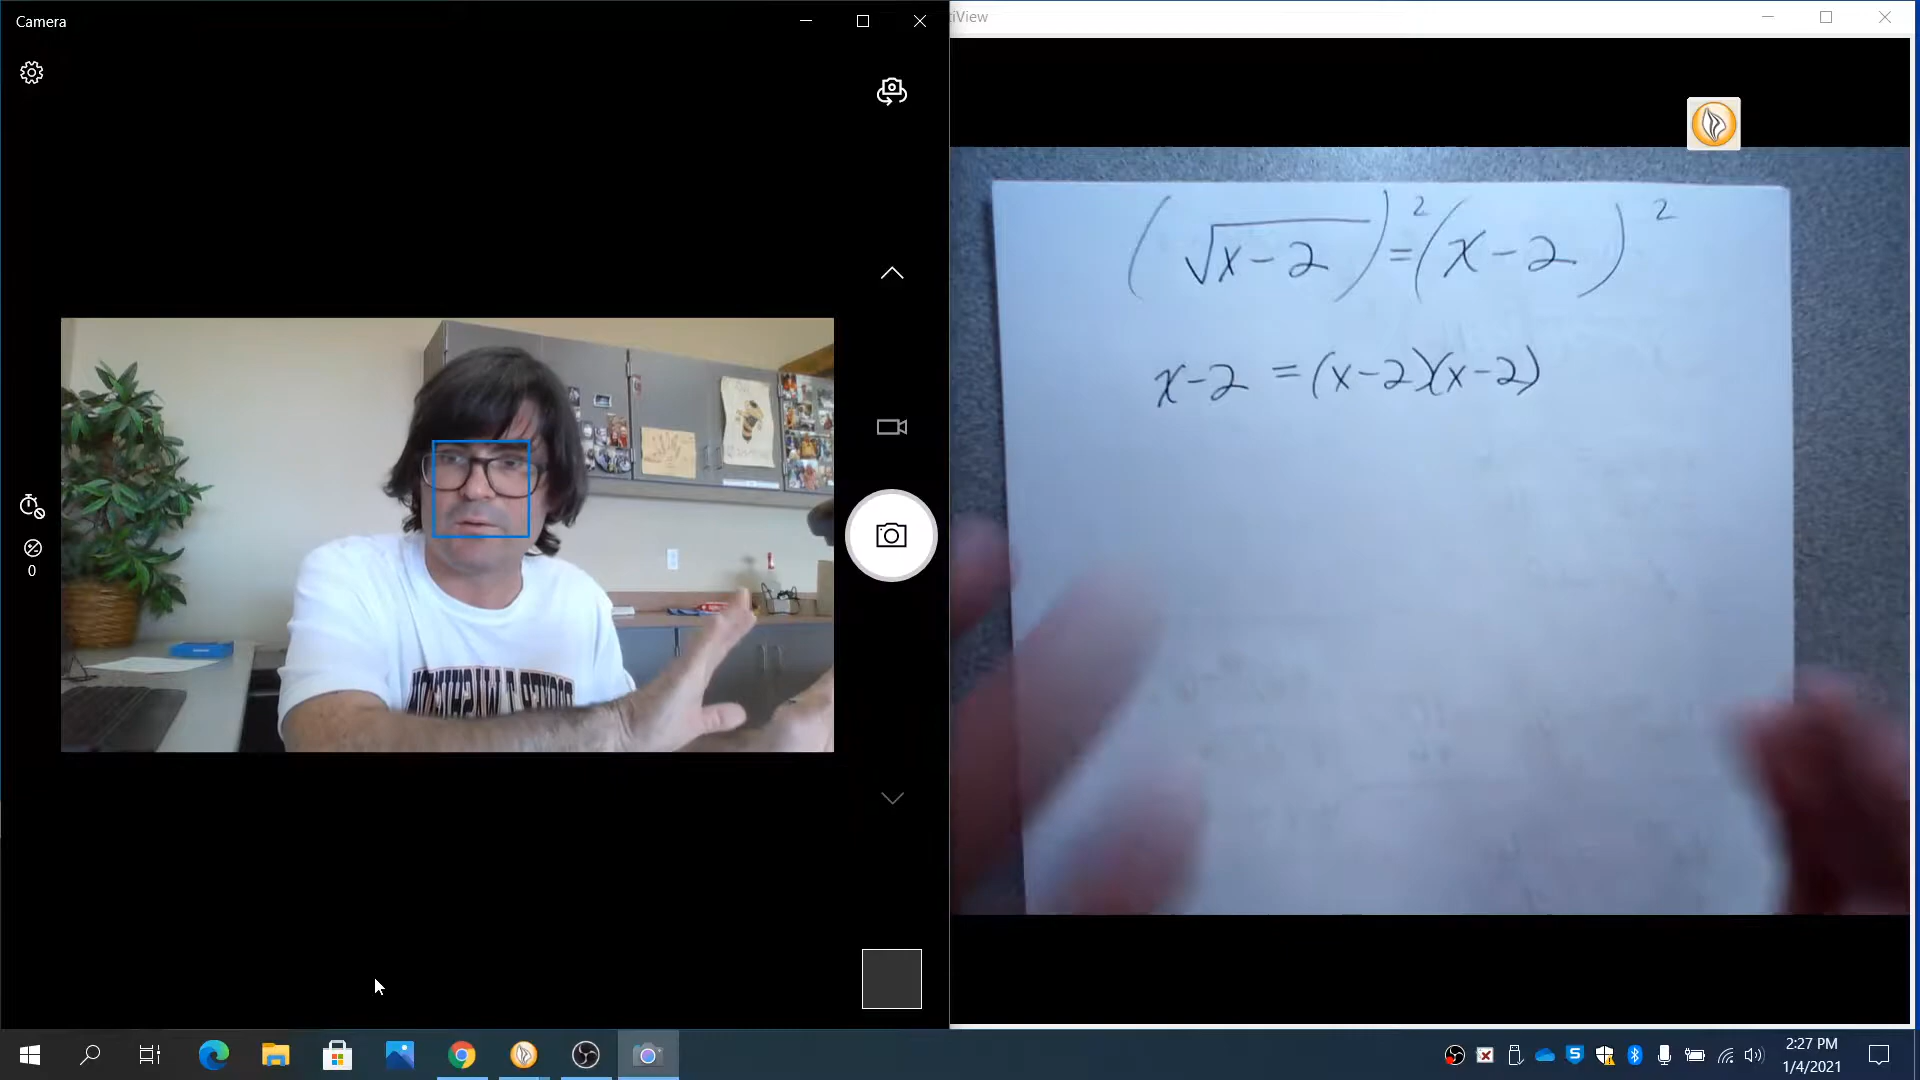 Camera
iView
(√x-2)²=(x-2)²
x-2 =(x-2)(x-2)
0
2:27 PM
1/4/2021